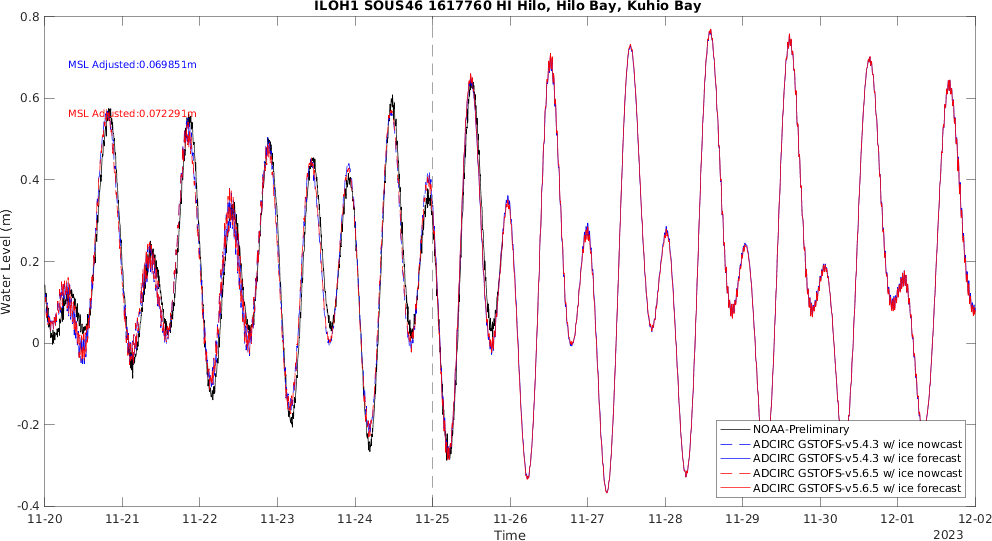 ILOH1 SOUS46 1617760 HI Hilo, Hilo Bay, Kuhio Bay
0.8
MSL Adjusted:0.069851m
0.6
MSL Adjusted:0.072291m
0.4
Water Level (m)
0.2
0
-0.2
NOAA-Preliminary
ADCIRC GSTOFS-v5.4.3 w/ ice nowcast
ADCIRC GSTOFS-v5.4.3 w/ ice forecast
ADCIRC GSTOFS-v5.6.5 w/ ice nowcast
ADCIRC GSTOFS-v5.6.5 w/ ice forecast
-0.4
11-20 11-21 11-22 11-23 11-24 11-25 11-26 11-27 11-28 11-29 11-30 12-01 12-02
Time
2023